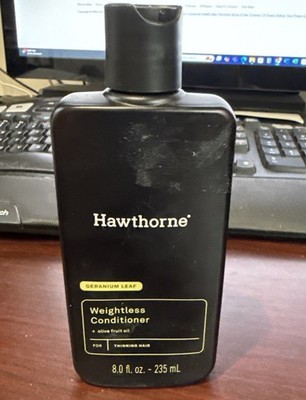 Hawthorne®
GERANIUM LEAF
Weightless
Conditioner
+ olive fruit oil
FOR THINNING HAIR
8.0 fl. oz. - 235 mL